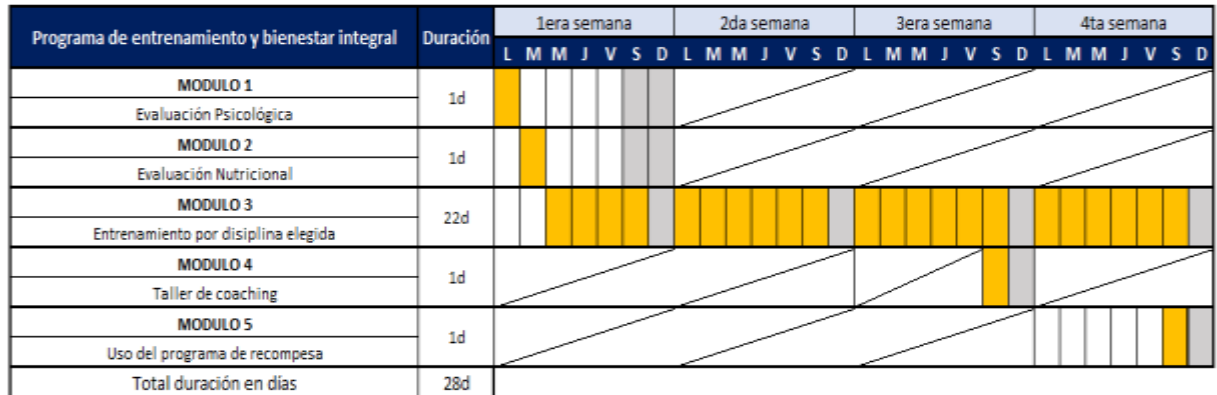 Programa de entrenamiento y bienestar integral Duración 1era semana 2da semana 3era semana 4ta semana
L M M J V S D L M M J V S D L M M J V S D L M M J V S D
MODULO 1
Evaluación Psicológica
1d
MODULO 2
Evaluación Nutricional
1d
MODULO 3
Entrenamiento por disiplina elegida
22d
MODULO 4
Taller de coaching
1d
MODULO 5
Uso del programa de recompesa
1d
Total duración en días 28d